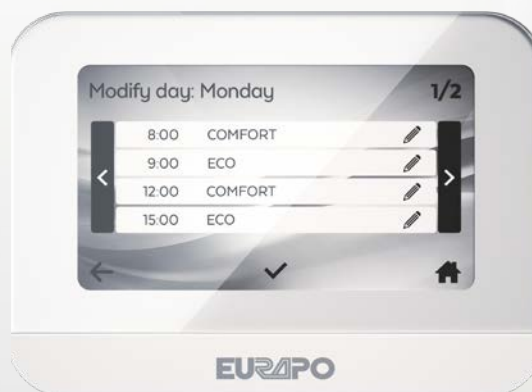 Modify day: Monday 1/2
8:00 COMFORT
9:00 ECO
12:00 COMFORT
15:00 ECO
EURAPO